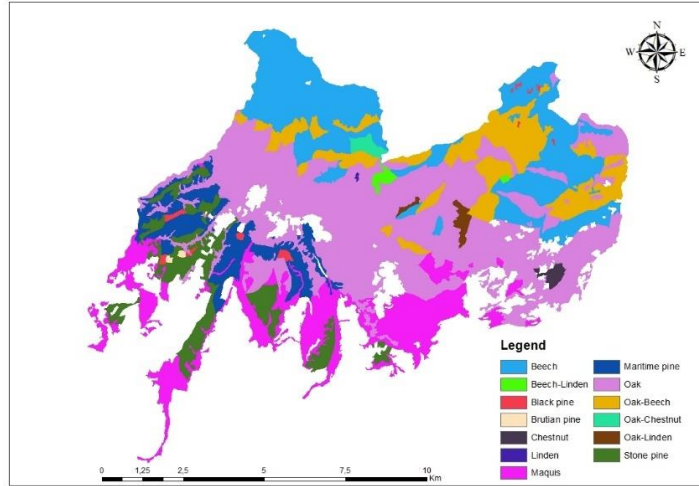 N
W E
S
Legend
Beech
Beech-Linden
Black pine
Brutian pine
Chestnut
Linden
Maquis
Maritime pine
Oak
Oak-Beech
Oak-Chestnut
Oak-Linden
Stone pine
0 1,25 2,5 5 7,5 10
Km